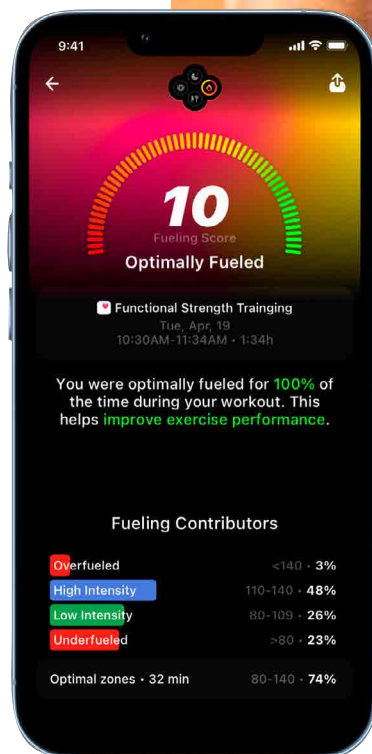 9:41
10
Fueling Score
Optimally Fueled
Functional Strength Trainging
Tue, Apr, 19
10:30AM-11:34AM • 1:34h
You were optimally fueled for 100% of
the time during your workout. This
helps improve exercise performance.
Fueling Contributors
Overfueled <140 • 3%
High Intensity 110-140 • 48%
Low Intensity 80-109 • 26%
Underfueled >80 • 23%
Optimal zones • 32 min 80-140 • 74%